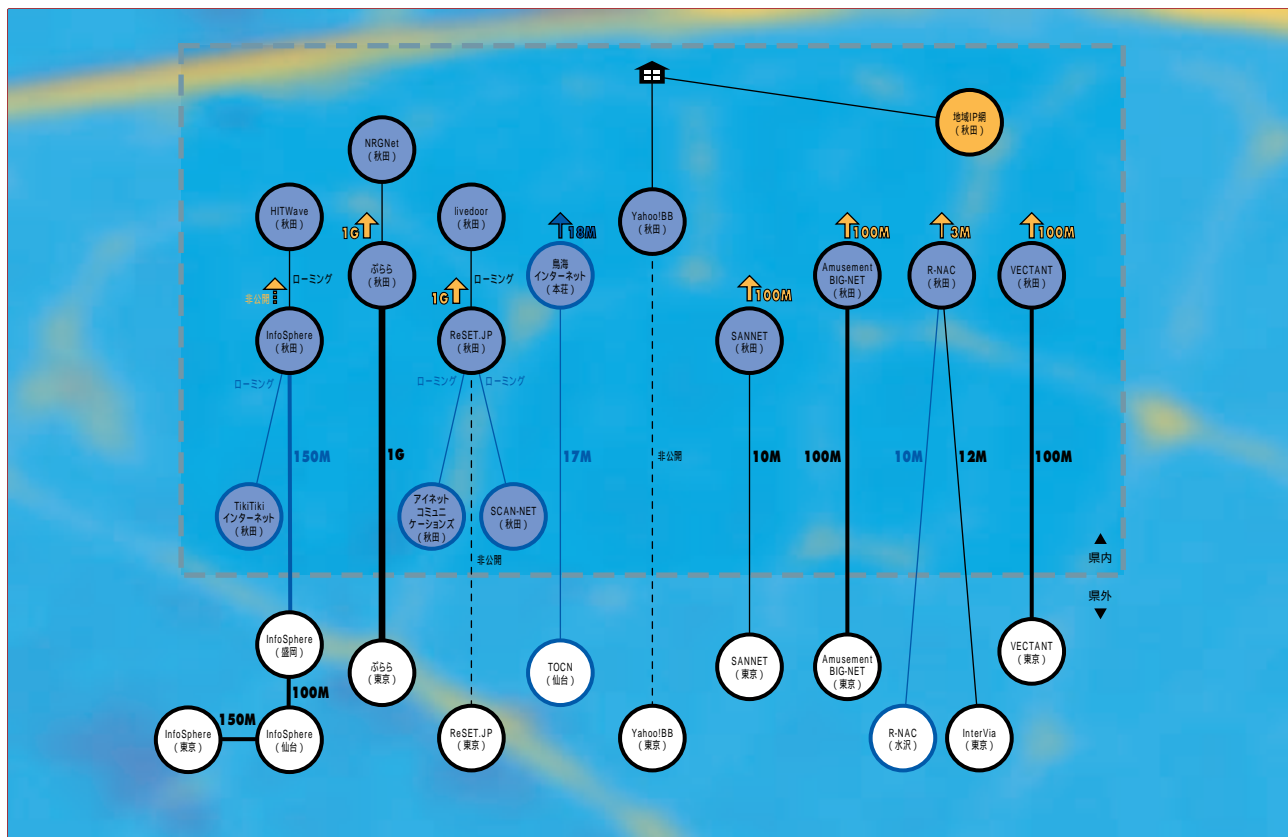 地域IP網
(秋田)
NRGNet
(秋田)
HITWave
(秋田)
livedoor
(秋田)
Yahoo!BB
(秋田)
1G
18M
100M
3M
100M
ローミング
ローミング
非公開
ぷらら
(秋田)
1G
鳥海
インターネット
(本荘)
100M
Amusement
BIG-NET
(秋田)
R-NAC
(秋田)
VECTANT
(秋田)
InfoSphere
(秋田)
ReSET.JP
(秋田)
SANNET
(秋田)
ローミング
ローミング
ローミング
150M
1G
17M
非公開
10M
100M
10M
12M
100M
TikiTiki
インターネット
(秋田)
アイネット
コミュニ
ケーションズ
(秋田)
SCAN-NET
(秋田)
非公開
県内
県外
InfoSphere
(盛岡)
ぷらら
(東京)
TOCN
(仙台)
SANNET
(東京)
Amusement
BIG-NET
(東京)
VECTANT
(東京)
100M
150M
InfoSphere
(東京)
InfoSphere
(仙台)
ReSET.JP
(東京)
Yahoo!BB
(東京)
R-NAC
(水沢)
InterVia
(東京)